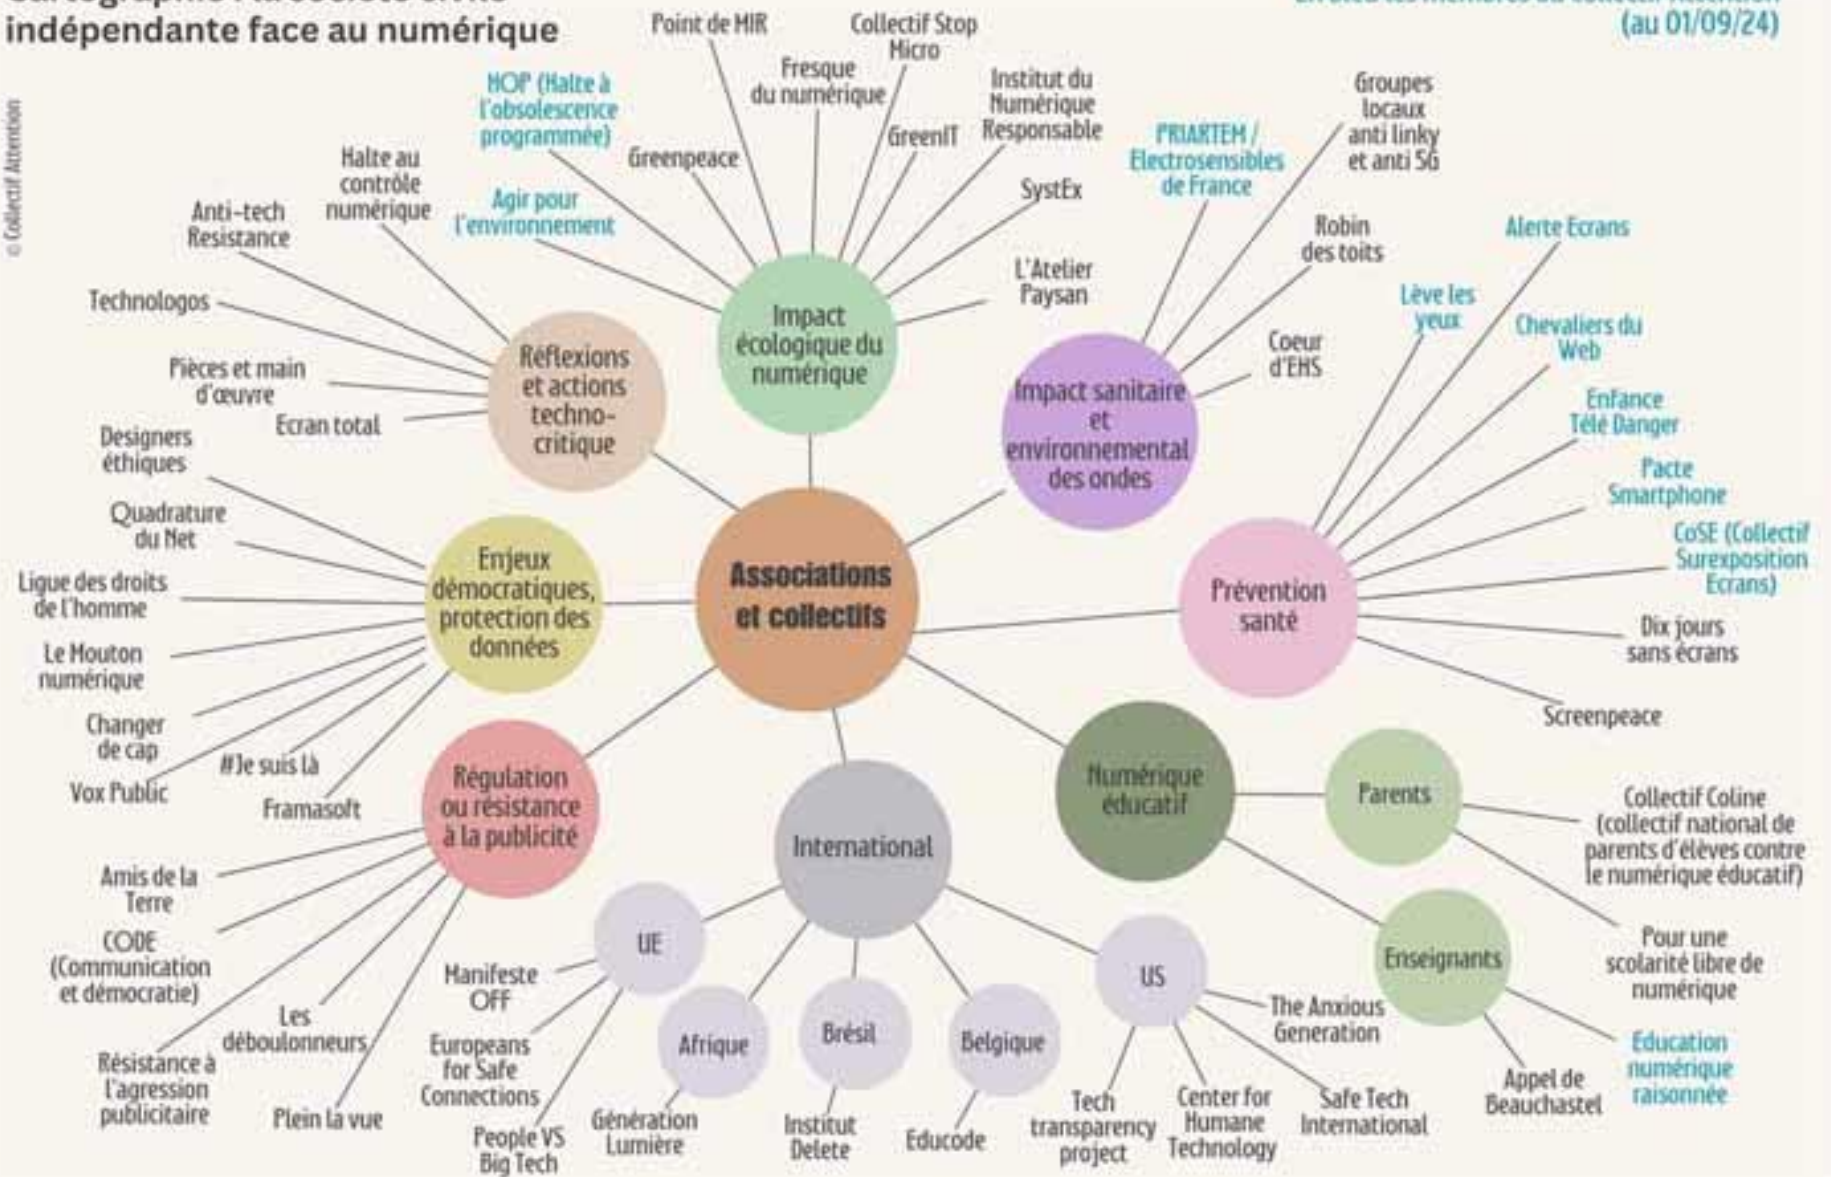 indépendante face au numérique
(au 01/09/24)
© Collectif Attention
Point de MIR
Collectif Stop
Micro
Fresque
du numérique
HOP (Halte à
l'obsolescence
programmée)
Greenpeace
GreenIT
Institut du
Numérique
Responsable
Agir pour
l'environnement
SystEx
L'Atelier
Paysan
Impact
écologique du
numérique
Halte au
contrôle
numérique
Anti-tech
Resistance
Technologos
Pièces et main
d'œuvre
Ecran total
Réflexions
et actions
techno-
critique
PRIARTEM /
Electrosensibles
de France
Groupes
locaux
anti linky
et anti 5G
Robin
des toits
Coeur
d'EHS
Impact sanitaire
et
environnemental
des ondes
Alerte Ecrans
Lève les
yeux
Chevaliers du
Web
Enfance
Télé Danger
Pacte
Smartphone
CoSE (Collectif
Surexposition
Ecrans)
Dix jours
sans écrans
Screenpeace
Prévention
santé
Designers
éthiques
Quadrature
du Net
Ligue des droits
de l'homme
Le Mouton
numérique
Changer
de cap
Vox Public
#Je suis là
Framasoft
Enjeux
démocratiques,
protection des
données
Associations
et collectifs
Régulation
ou résistance
à la publicité
Amis de la
Terre
CODE
(Communication
et démocratie)
Résistance à
l'agression
publicitaire
Les
déboulonneurs
Plein la vue
International
UE
Manifeste
OFF
Europeans
for Safe
Connections
People VS
Big Tech
Afrique
Génération
Lumière
Brésil
Institut
Delete
Belgique
Educode
US
The Anxious
Generation
Tech
transparency
project
Center for
Humane
Technology
Safe Tech
International
Numérique
éducatif
Parents
Collectif Coline
(collectif national de
parents d'élèves contre
le numérique éducatif)
Pour une
scolarité libre de
numérique
Enseignants
Appel de
Beauchastel
Education
numérique
raisonnée